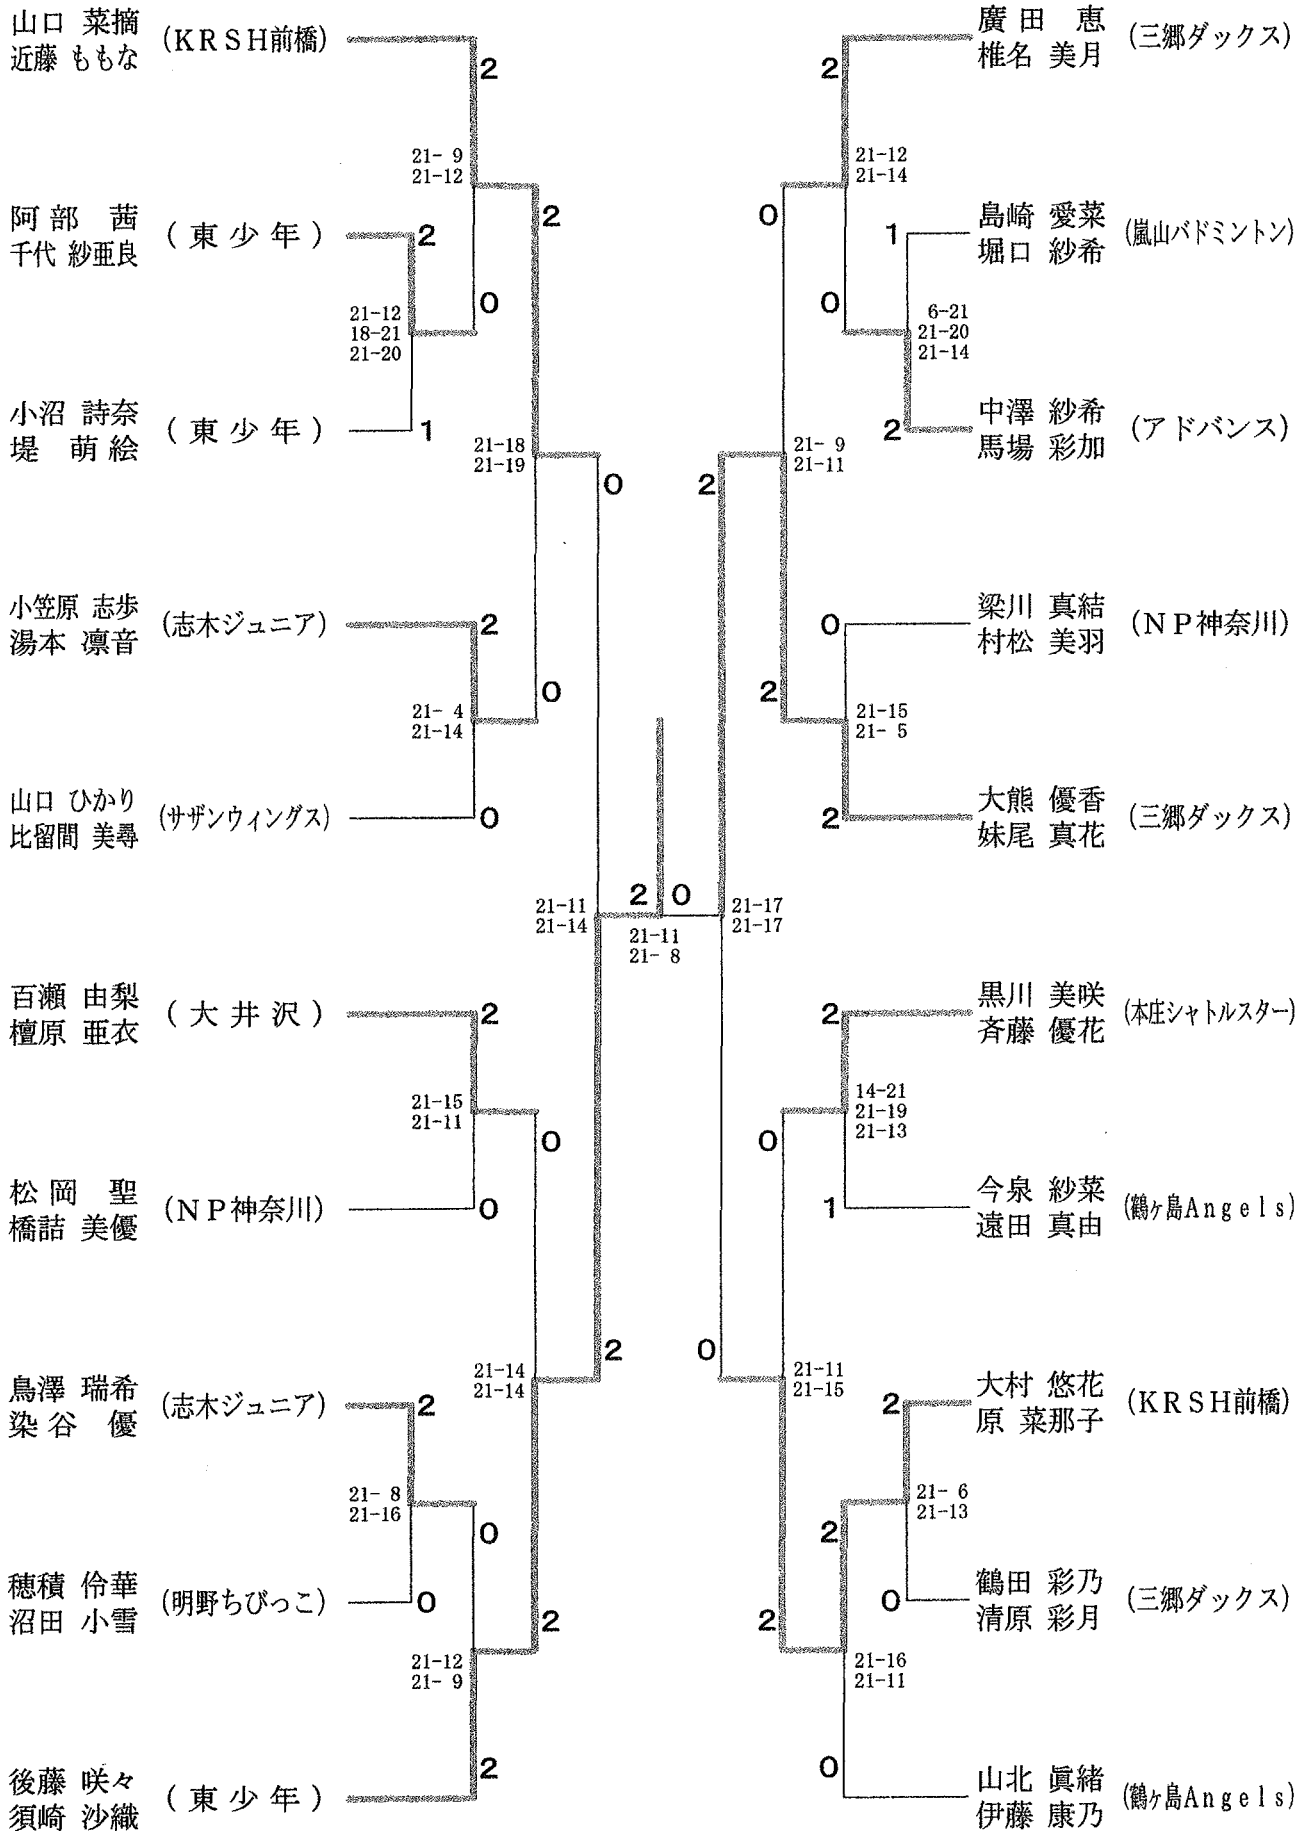 山口 菜摘
近藤 ももな
(KRSH前橋)
2
21- 9
21-12
2
阿部 茜
千代 紗亜良
(東少年)
2
0
21-12
18-21
21-20
小沼 詩奈
堤 萌絵
(東少年)
1
21-18
21-19
0
小笠原 志歩
湯本 凛音
(志木ジュニア)
2
0
21- 4
21-14
山口 ひかり
比留間 美尋
(サザンウィングス)
0
21-11
21-14
2
0
21-11
21- 8
百瀬 由梨
檀原 亜衣
(大井沢)
2
21-15
21-11
0
松岡 聖
橋詰 美優
(NP神奈川)
0
21-14
21-14
2
鳥澤 瑞希
染谷 優
(志木ジュニア)
2
21- 8
21-16
0
穂積 伶華
沼田 小雪
(明野ちびっこ)
0
2
21-12
21- 9
後藤 咲々
須崎 沙織
(東少年)
2
廣田 恵
椎名 美月
(三郷ダックス)
2
21-12
21-14
0
島崎 愛菜
堀口 紗希
(嵐山バドミントン)
1
0
6-21
21-20
21-14
中澤 紗希
馬場 彩加
(アドバンス)
2
21- 9
21-11
2
梁川 真結
村松 美羽
(NP神奈川)
0
2
21-15
21- 5
大熊 優香
妹尾 真花
(三郷ダックス)
2
21-17
21-17
黒川 美咲
斉藤 優花
(本庄シャトルスター)
2
14-21
21-19
21-13
0
今泉 紗菜
遠田 真由
(鶴ヶ島Angels)
1
0
21-11
21-15
大村 悠花
原 菜那子
(KRSH前橋)
2
21- 6
21-13
2
鶴田 彩乃
清原 彩月
(三郷ダックス)
0
2
21-16
21-11
山北 眞緒
伊藤 康乃
(鶴ヶ島Angels)
0